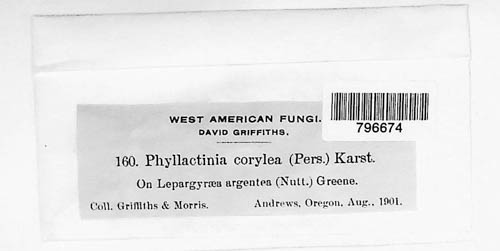 WEST AMERICAN FUNGI.
DAVID GRIFFITHS.
796674
160. Phyllactinia corylea (Pers.) Karst.
On Lepargyræa argentea (Nutt.) Greene.
Coll. Griffiths & Morris. Andrews, Oregon, Aug., 1901.